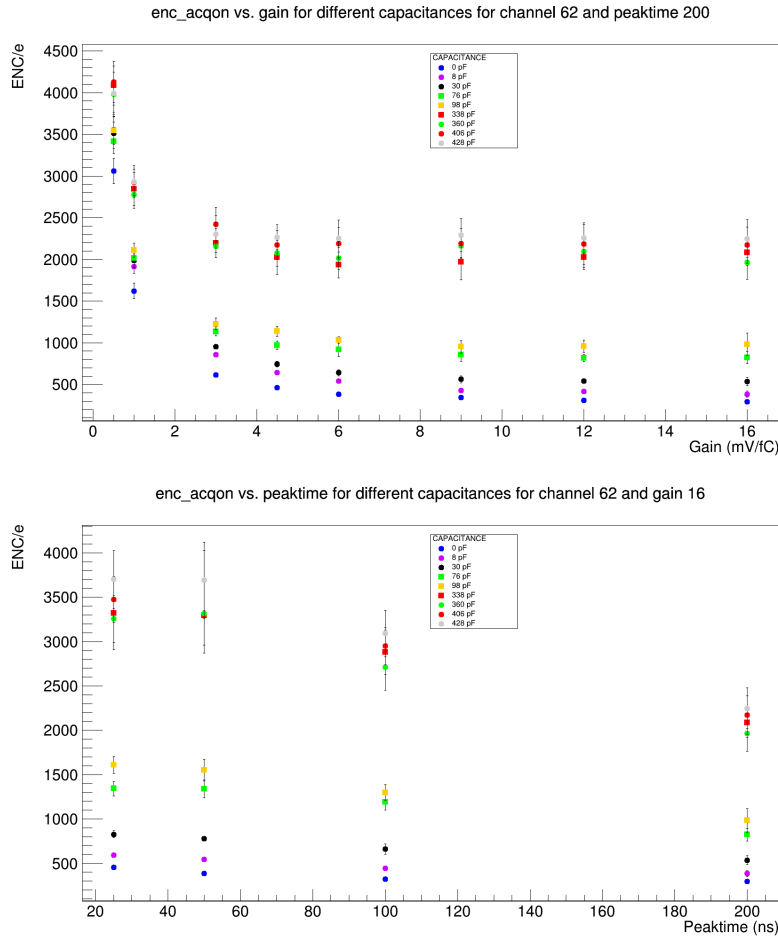 enc_acqon vs. gain for different capacitances for channel 62 and peaktime 200
ENC/e
4500
4000
3500
3000
2500
2000
1500
1000
500
CAPACITANCE
0 pF
8 pF
30 pF
76 pF
98 pF
338 pF
360 pF
406 pF
428 pF
0 2 4 6 8 10 12 14 16
Gain (mV/fC)
enc_acqon vs. peaktime for different capacitances for channel 62 and gain 16
ENC/e
4000
3500
3000
2500
2000
1500
1000
500
CAPACITANCE
0 pF
8 pF
30 pF
76 pF
98 pF
338 pF
360 pF
406 pF
428 pF
20 40 60 80 100 120 140 160 180 200
Peaktime (ns)